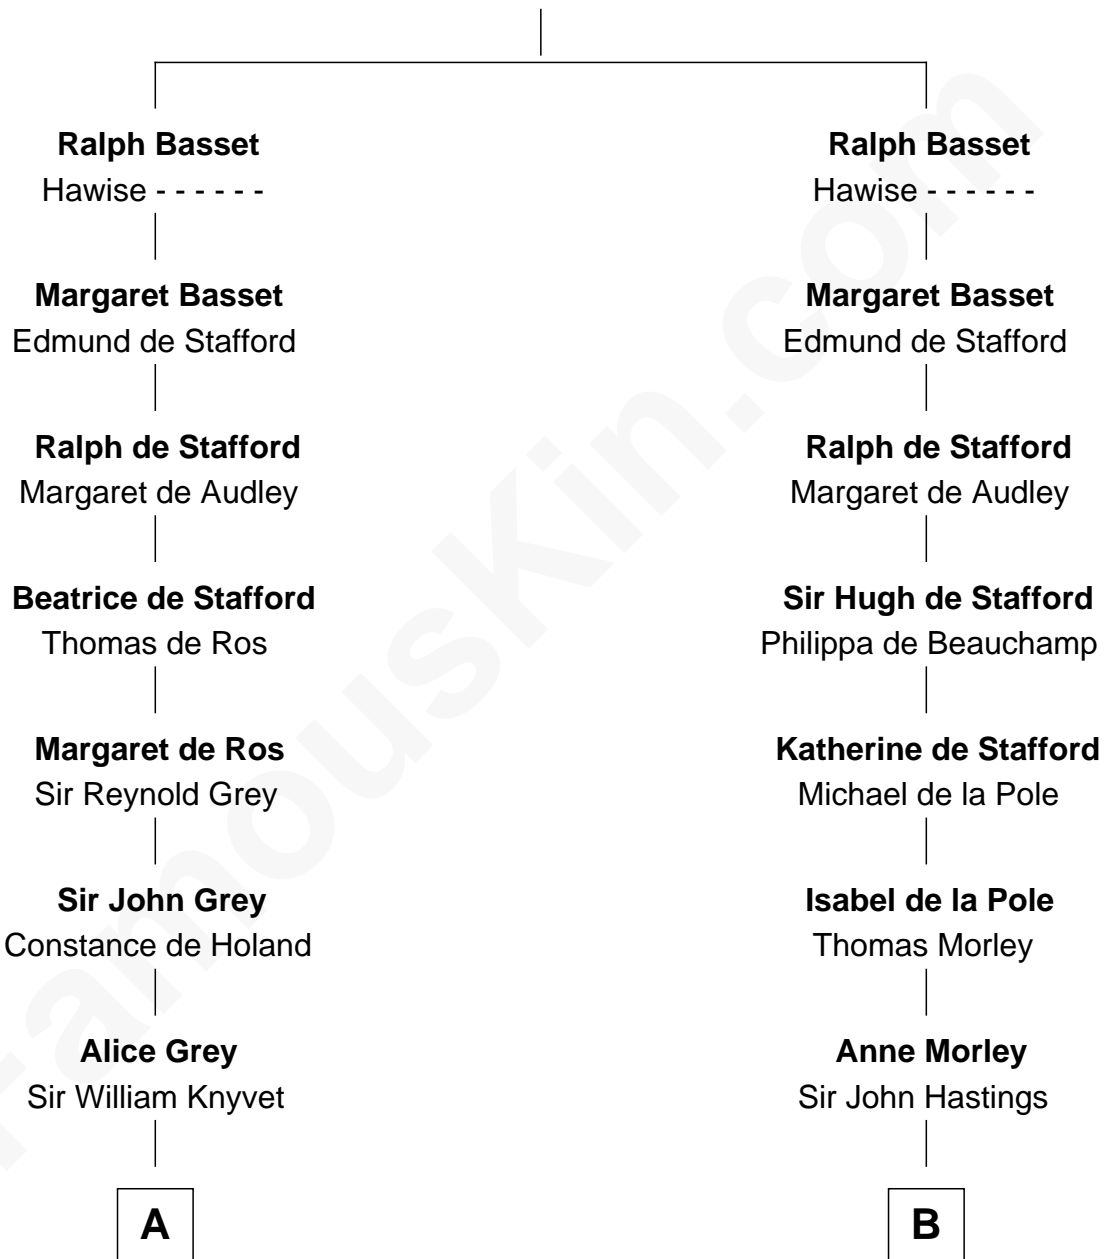 Ralph Basset
Hawise - - - - - -
Margaret Basset
Edmund de Stafford
Ralph de Stafford
Margaret de Audley
Beatrice de Stafford
Thomas de Ros
Margaret de Ros
Sir Reynold Grey
Sir John Grey
Constance de Holand
Alice Grey
Sir William Knyvet
A
Ralph Basset
Hawise - - - - - -
Margaret Basset
Edmund de Stafford
Ralph de Stafford
Margaret de Audley
Sir Hugh de Stafford
Philippa de Beauchamp
Katherine de Stafford
Michael de la Pole
Isabel de la Pole
Thomas Morley
Anne Morley
Sir John Hastings
B
FamousKin.com